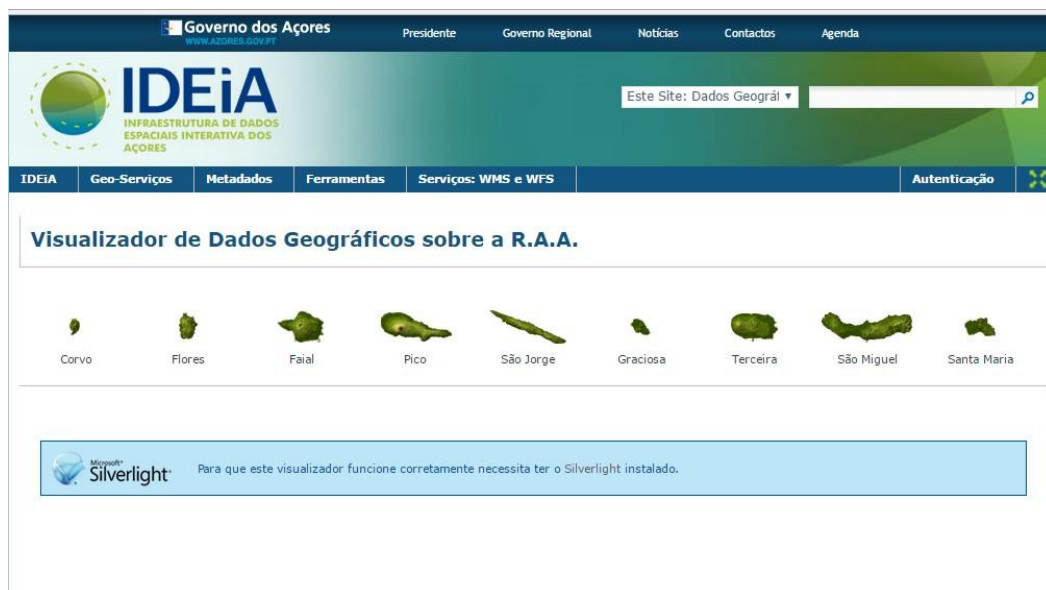 Governo dos Açores
WWW.AZORES.GOV.PT
Presidente Governo Regional Notícias Contactos Agenda
IDEiA
INFRAESTRUTURA DE DADOS
ESPACIAIS INTERATIVA DOS
AÇORES
Este Site: Dados Geográf
IDEiA Geo-Serviços Metadados Ferramentas Serviços: WMS e WFS Autenticação
Visualizador de Dados Geográficos sobre a R.A.A.
Corvo Flores Faial Pico São Jorge Graciosa Terceira São Miguel Santa Maria
Microsoft®
Silverlight™
Para que este visualizador funcione corretamente necessita ter o Silverlight instalado.